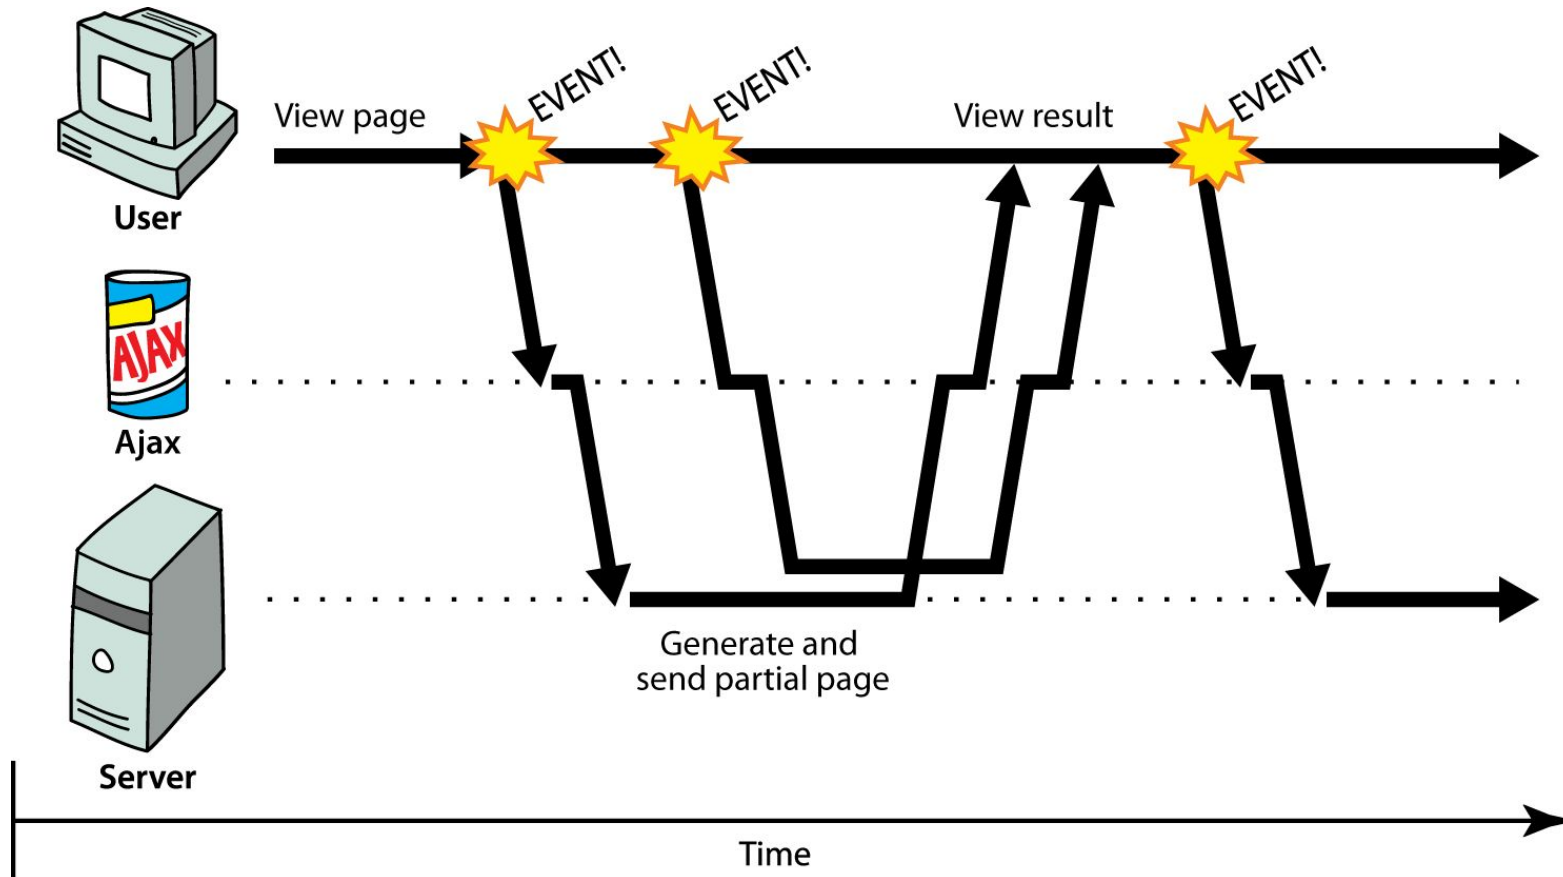 View page
EVENT!
EVENT!
View result
EVENT!
User
AJAX
Ajax
Generate and
send partial page
Server
Time